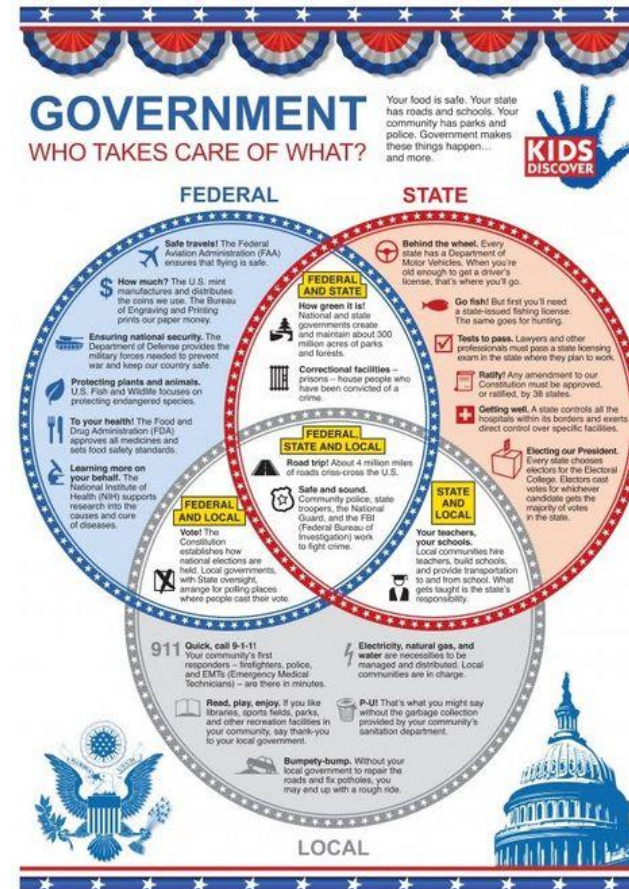 GOVERNMENT
WHO TAKES CARE OF WHAT?
Your food is safe. Your state
has roads and schools. Your
community has parks and
police. Government makes
these things happen…
and more.
KIDS
DISCOVER
FEDERAL
Safe travels! The Federal
Aviation Administration (FAA)
ensures that flying is safe.
$ How much? The U.S. mint
manufactures and distributes
the coins we use. The Bureau
of Engraving and Printing
prints our paper money.
Ensuring national security. The
Department of Defense provides the
military forces needed to prevent
war and keep our country safe.
Protecting plants and animals.
U.S. Fish and Wildlife focuses on
protecting endangered species.
To your health! The Food and
Drug Administration (FDA)
approves all medicines and
sets food safety standards.
Learning more on
your behalf. The
National Institute of
Health (NIH) supports
research into the
causes and cure
of diseases.
STATE
Behind the wheel. Every
state has a Department of
Motor Vehicles. When you're
old enough to get a driver's
license, that's where you'll go.
Go fish! But first you'll need
a state-issued fishing license.
The same goes for hunting.
Tests to pass. Lawyers and other
professionals must pass a state licensing
exam in the state where they plan to work.
Ratify! Any amendment to our
Constitution must be approved,
or ratified, by 38 states.
Getting well. A state controls all the
hospitals within its borders and exerts
direct control over specific facilities.
Electing our President.
Every state chooses
electors for the Electoral
College. Electors cast
votes for whichever
candidate gets the
majority of votes
in the state.
FEDERAL
AND STATE
How green it is!
National and state
governments create
and maintain about 300
million acres of parks
and forests.
Correctional facilities –
prisons – house people who
have been convicted of a
crime.
FEDERAL,
STATE AND LOCAL
Road trip! About 4 million miles
of roads criss-cross the U.S.
Safe and sound.
Community police, state
troopers, the National
Guard, and the FBI
(Federal Bureau of
Investigation) work
to fight crime.
FEDERAL
AND LOCAL
Vote! The
Constitution
establishes how
national elections are
held. Local governments,
with State oversight,
arrange for polling places
where people cast their vote.
STATE
AND
LOCAL
Your teachers,
your schools.
Local communities hire
teachers, build schools,
and provide transportation
to and from school. What
gets taught is the state's
responsibility.
911 Quick, call 9-1-1!
Your community's first
responders – firefighters, police,
and EMTs (Emergency Medical
Technicians) – are there in minutes.
Read, play, enjoy. If you like
libraries, sports fields, parks,
and other recreation facilities in
your community, say thank-you
to your local government.
Electricity, natural gas, and
water are necessities to be
managed and distributed. Local
communities are in charge.
P-U! That's what you might say
without the garbage collection
provided by your community's
sanitation department.
Bumpety-bump. Without your
local government to repair the
roads and fix potholes, you
may end up with a rough ride.
LOCAL